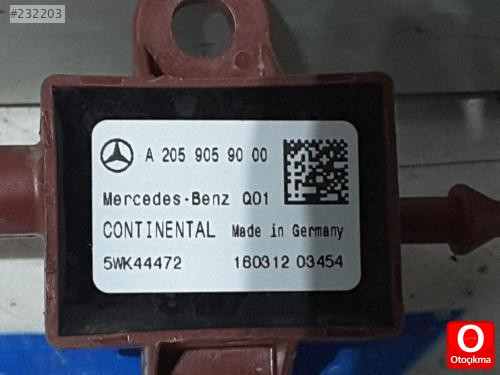 #232203
A 205 905 90 00
Mercedes-Benz Q01
CONTINENTAL Made in Germany
5WK44472 160312 03454
O
Otoçıkma